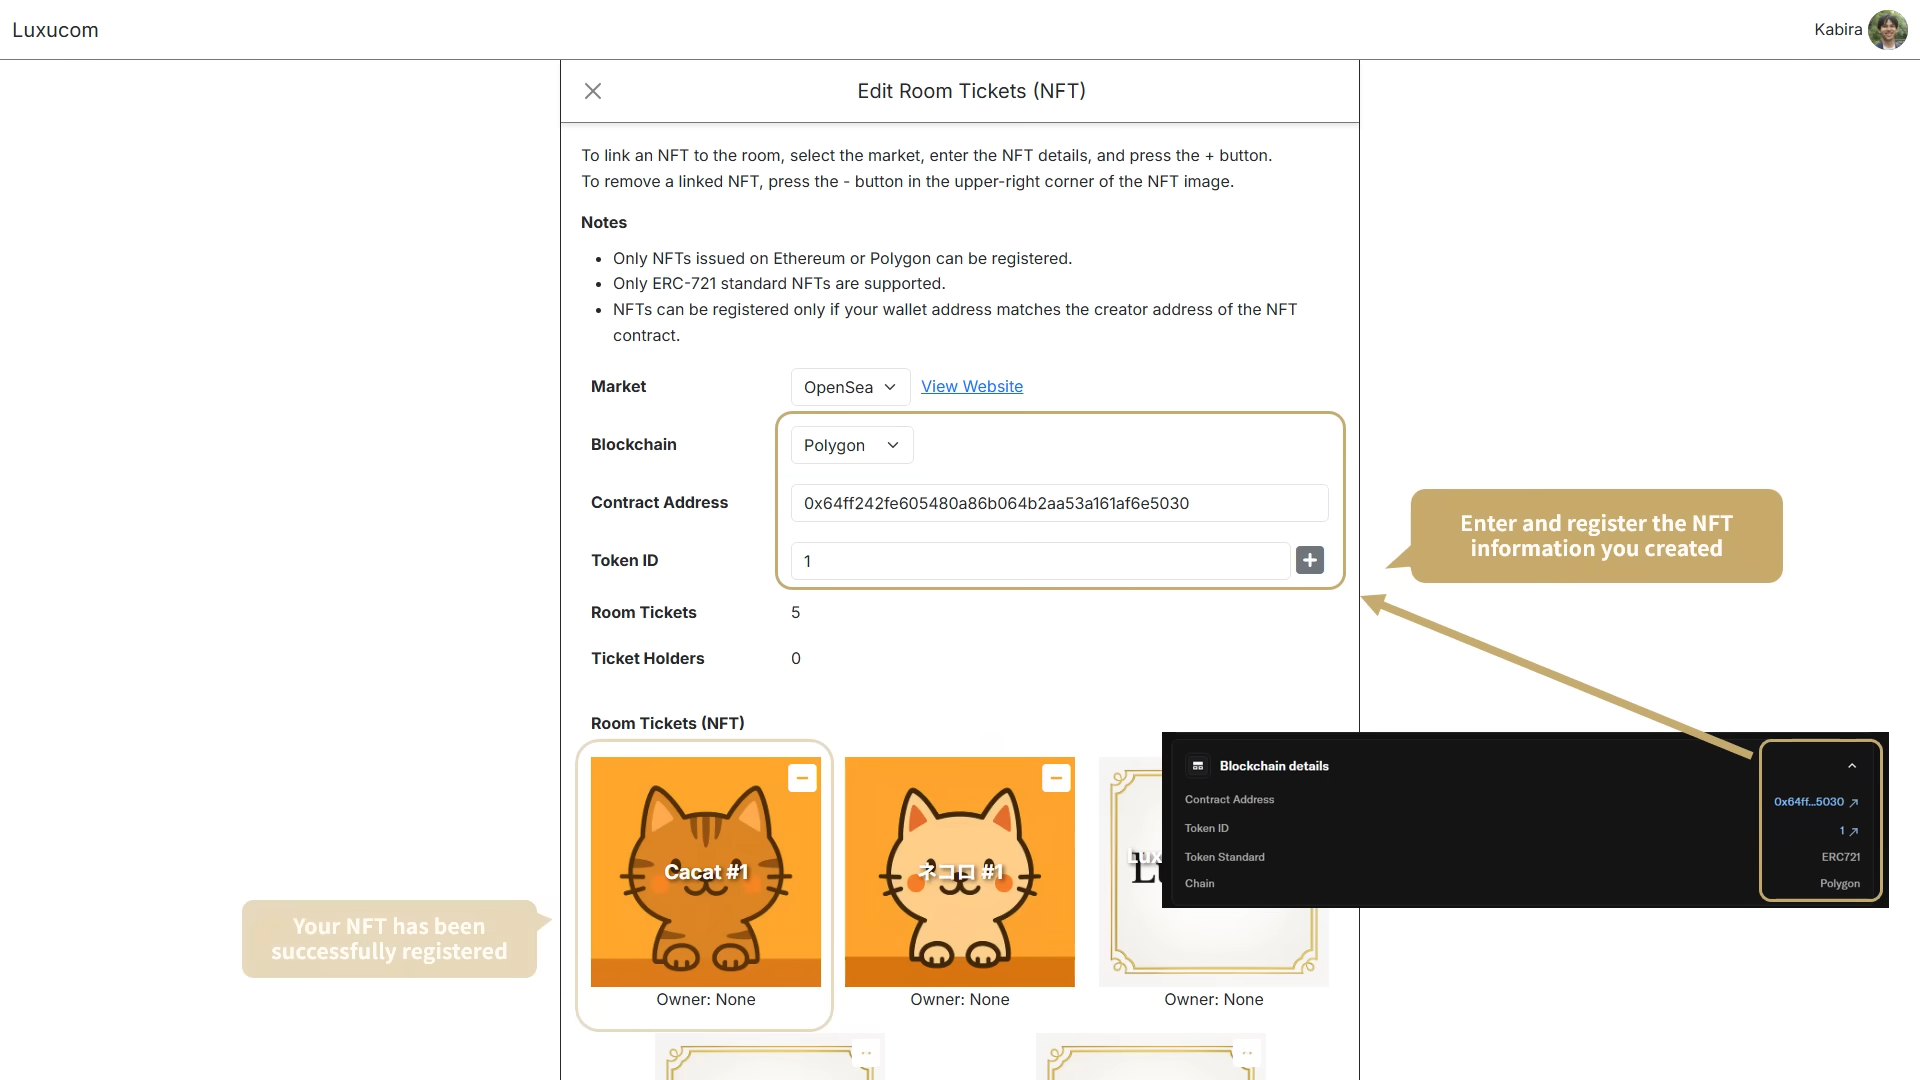 Luxucom
Kabira
Edit Room Tickets (NFT)
To link an NFT to the room, select the market, enter the NFT details, and press the + button.
To remove a linked NFT, press the - button in the upper-right corner of the NFT image.
Notes
Only NFTs issued on Ethereum or Polygon can be registered.
Only ERC-721 standard NFTs are supported.
NFTs can be registered only if your wallet address matches the creator address of the NFT
contract.
Market
OpenSea
View Website
Blockchain
Polygon
Contract Address
0x64ff242fe605480a86b064b2aa53a161af6e5030
Token ID
1
Enter and register the NFT
information you created
Room Tickets
5
Ticket Holders
0
Room Tickets (NFT)
Cacat #1
ネコロ #1
Blockchain details
Contract Address
0x64ff...5030
Token ID
1
Token Standard
ERC721
Chain
Polygon
Your NFT has been
successfully registered
Owner: None
Owner: None
Owner: None